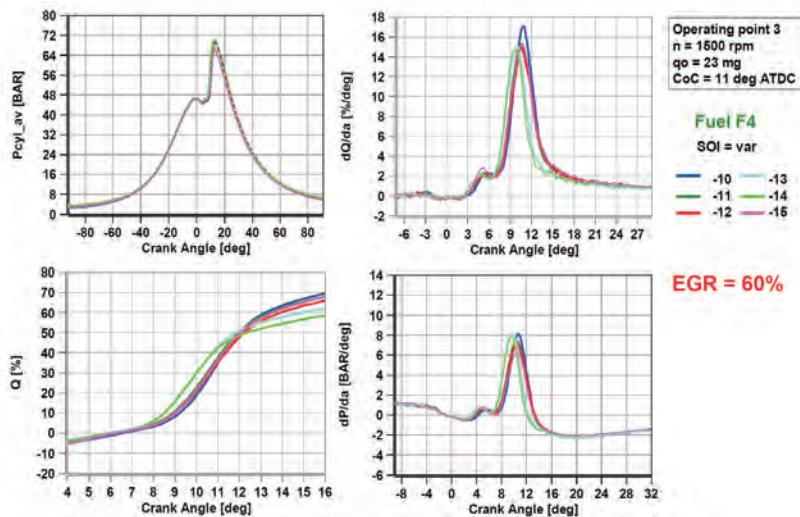 80
72
64
56
48
40
32
24
16
8
0
Pcyl_av [BAR]
-80 -60 -40 -20 0 20 40 60 80
Crank Angle [deg]
18
16
14
12
10
8
6
4
2
0
-2
dQ/da [%/deg]
-6 -3 0 3 6 9 12 15 18 21 24 27
Crank Angle [deg]
Operating point 3
n = 1500 rpm
qo = 23 mg
CoC = 11 deg ATDC
Fuel F4
SOI = var
-10 -13
-11 -14
-12 -15
80
70
60
50
40
30
20
10
0
-10
-20
Q [%]
4 5 6 7 8 9 10 11 12 13 14 15 16
Crank Angle [deg]
14
12
10
8
6
4
2
0
-2
-4
-6
dP/da [BAR/deg]
-8 -4 0 4 8 12 16 20 24 28 32
Crank Angle [deg]
EGR = 60%